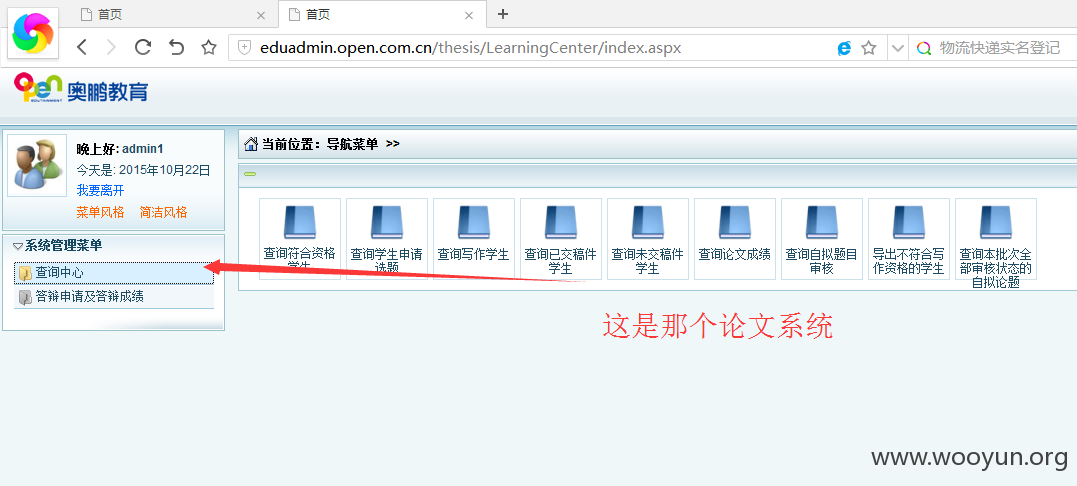 首页
首页
eduadmin.open.com.cn/thesis/LearningCenter/index.aspx
物流快递实名登记
open 奥鹏教育
EDUTAINMENT
晚上好: admin1
今天是: 2015年10月22日
我要离开
菜单风格 简洁风格
系统管理菜单
查询中心
答辩申请及答辩成绩
当前位置：导航菜单 >>
查询符合资格
学生
查询学生申请
选题
查询写作学生
查询已交稿件
学生
查询未交稿件
学生
查询论文成绩
查询自拟题目
审核
导出不符合写
作资格的学生
查询本批次全
部审核状态的
自拟论题
这是那个论文系统
www.wooyun.org